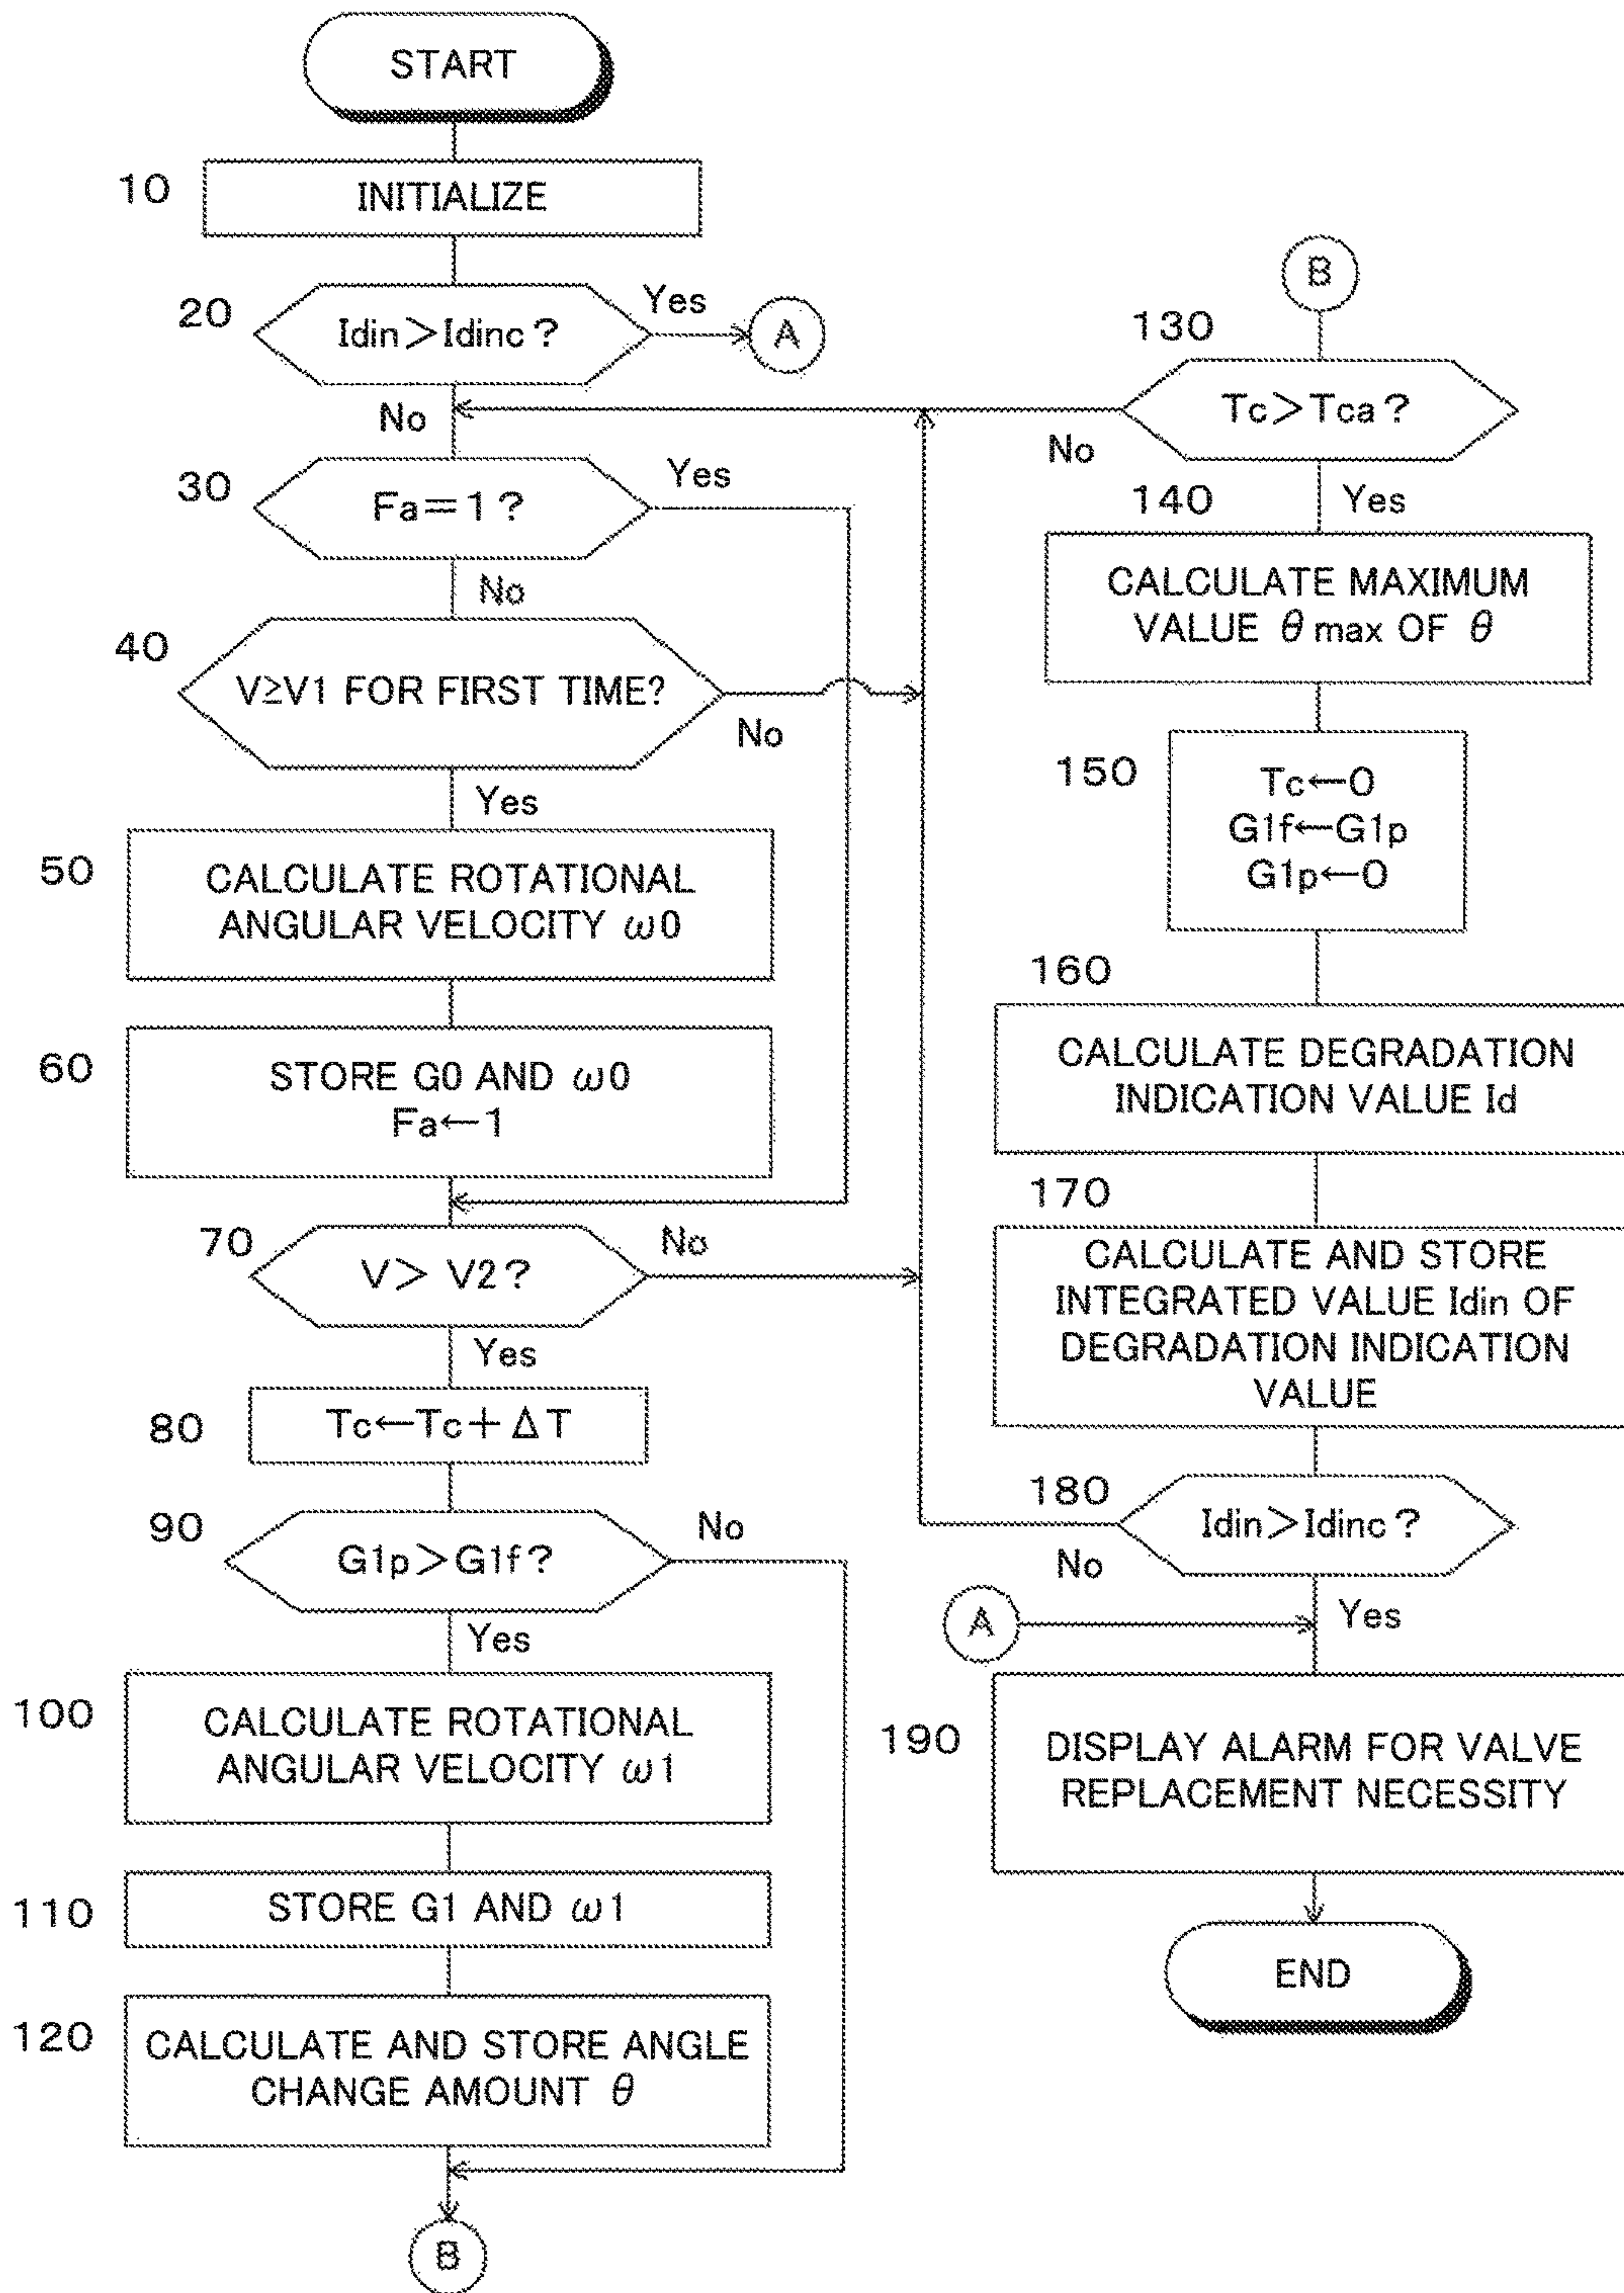 START
10
INITIALIZE
20
Idin>Idinc?
Yes
A
No
30
Fa=1?
Yes
No
40
V≥V1 FOR FIRST TIME?
No
Yes
50
CALCULATE ROTATIONAL
ANGULAR VELOCITY ω0
60
STORE G0 AND ω0
Fa←1
70
V> V2?
No
Yes
80
Tc←Tc+ΔT
90
G1p>G1f?
No
Yes
100
CALCULATE ROTATIONAL
ANGULAR VELOCITY ω1
110
STORE G1 AND ω1
120
CALCULATE AND STORE ANGLE
CHANGE AMOUNT θ
B
B
130
Tc>Tca?
No
Yes
140
CALCULATE MAXIMUM
VALUE θmax OF θ
150
Tc←0
G1f←G1p
G1p←0
160
CALCULATE DEGRADATION
INDICATION VALUE Id
170
CALCULATE AND STORE
INTEGRATED VALUE Idin OF
DEGRADATION INDICATION
VALUE
180
Idin>Idinc?
No
Yes
A
190
DISPLAY ALARM FOR VALVE
REPLACEMENT NECESSITY
END